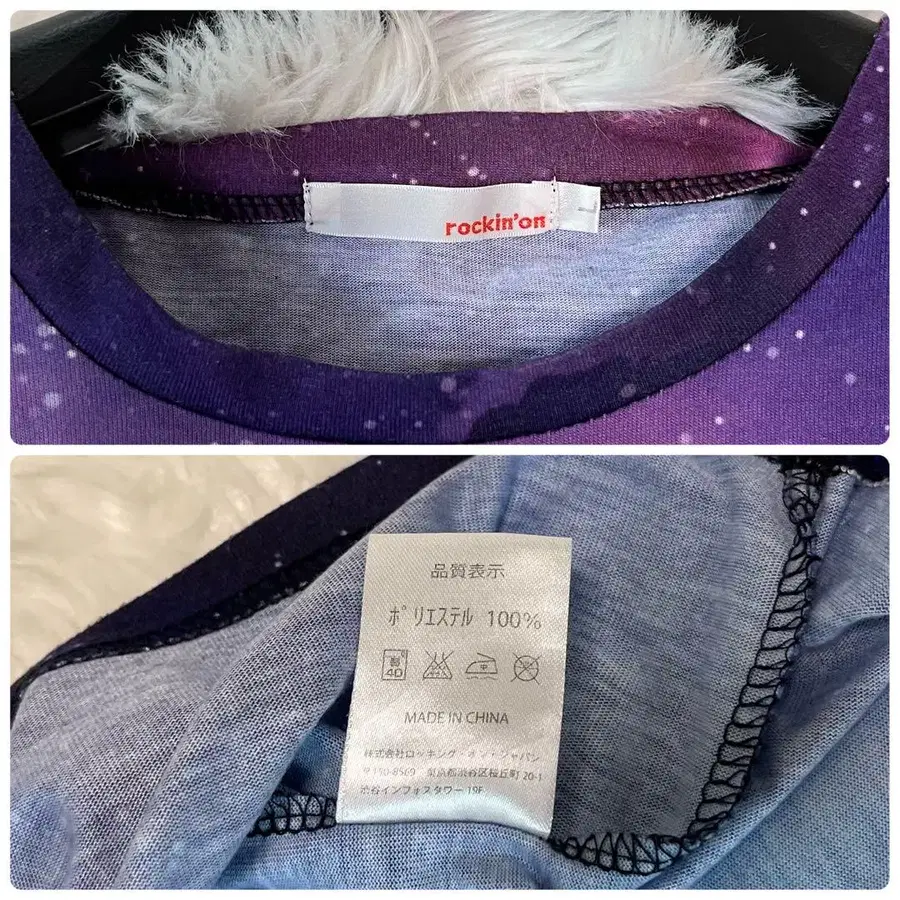 rockin'on
品質表示
ポリエステル 100%
40
MADE IN CHINA
株式会社ロッキング・オン・ジャパン
〒150-8569 東京都渋谷区桜丘町 20-1
渋谷インフォスタワー 19F